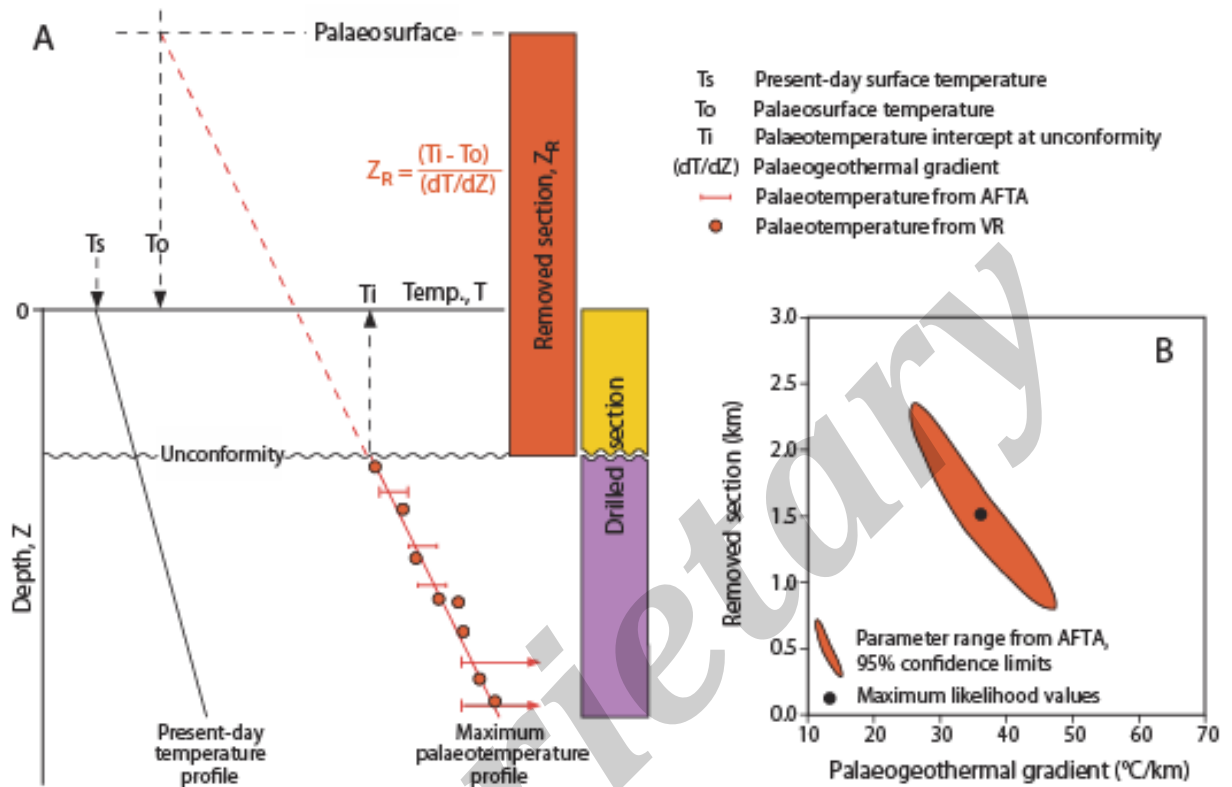 A
Palaeosurface
Z_R = (Ti - To)
(dT/dZ)
Removed section, Z_R
Ts
To
Ti
Temp., T
0
Unconformity
Depth, Z
section
Drilled
Present-day
temperature
profile
Maximum
palaeotemperature
profile
Ts Present-day surface temperature
To Palaeosurface temperature
Ti Palaeotemperature intercept at unconformity
(dT/dZ) Palaeogeothermal gradient
Palaeotemperature from AFTA
Palaeotemperature from VR
B
3.0
2.5
2.0
1.5
1.0
0.5
0.0
Removed section (km)
Parameter range from AFTA,
95% confidence limits
Maximum likelihood values
10 20 30 40 50 60 70
Palaeogeothermal gradient (°C/km)
rietary